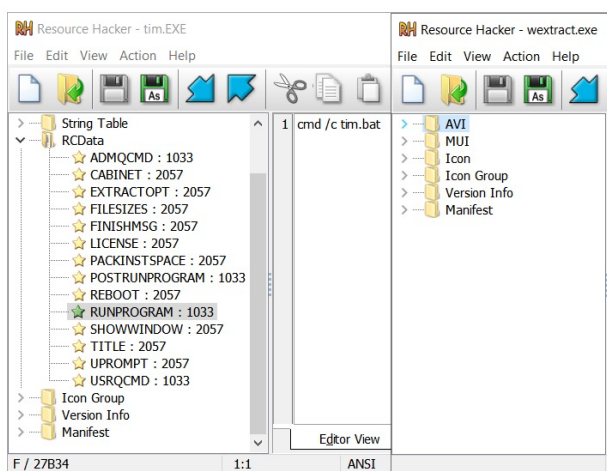 Resource Hacker - tim.EXE
File Edit View Action Help
As
String Table
RCData
ADMQCMD : 1033
CABINET : 2057
EXTRACTOPT : 2057
FILESIZES : 2057
FINISHMSG : 2057
LICENSE : 2057
PACKINSTSPACE : 2057
POSTRUNPROGRAM : 1033
REBOOT : 2057
RUNPROGRAM : 1033
SHOWWINDOW : 2057
TITLE : 2057
UPROMPT : 2057
USRQCMD : 1033
Icon Group
Version Info
Manifest
1 cmd /c tim.bat
Editor View
F / 27B34 1:1 ANSI
Resource Hacker - wextract.exe
File Edit View Action Help
As
AVI
MUI
Icon
Icon Group
Version Info
Manifest